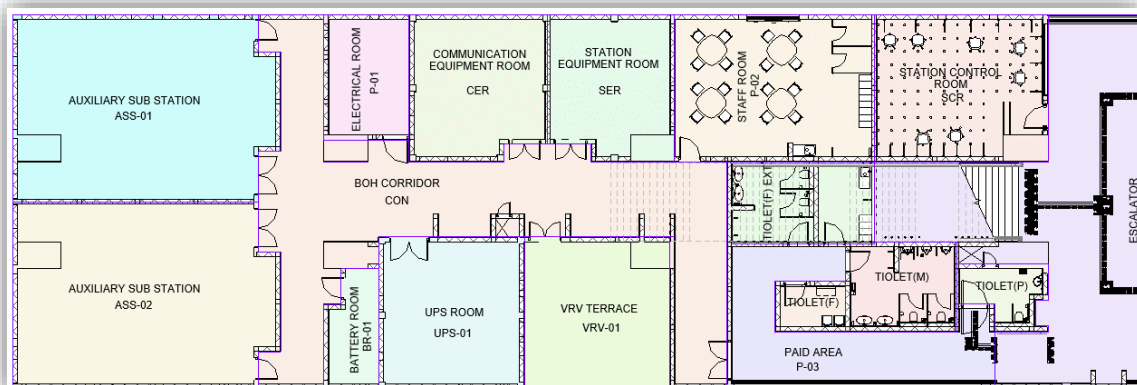 AUXILIARY SUB STATION
ASS-01
ELECTRICAL ROOM
P-01
COMMUNICATION
EQUIPMENT ROOM
CER
STATION
EQUIPMENT ROOM
SER
STAFF ROOM
P-02
STATION CONTROL
ROOM
SCR
BOH CORRIDOR
CON
TIOLET(F) EXT
ESCALATOR
AUXILIARY SUB STATION
ASS-02
BATTERY ROOM
BR-01
UPS ROOM
UPS-01
VRV TERRACE
VRV-01
TIOLET(M)
TIOLET(F)
TIOLET(P)
PAID AREA
P-03